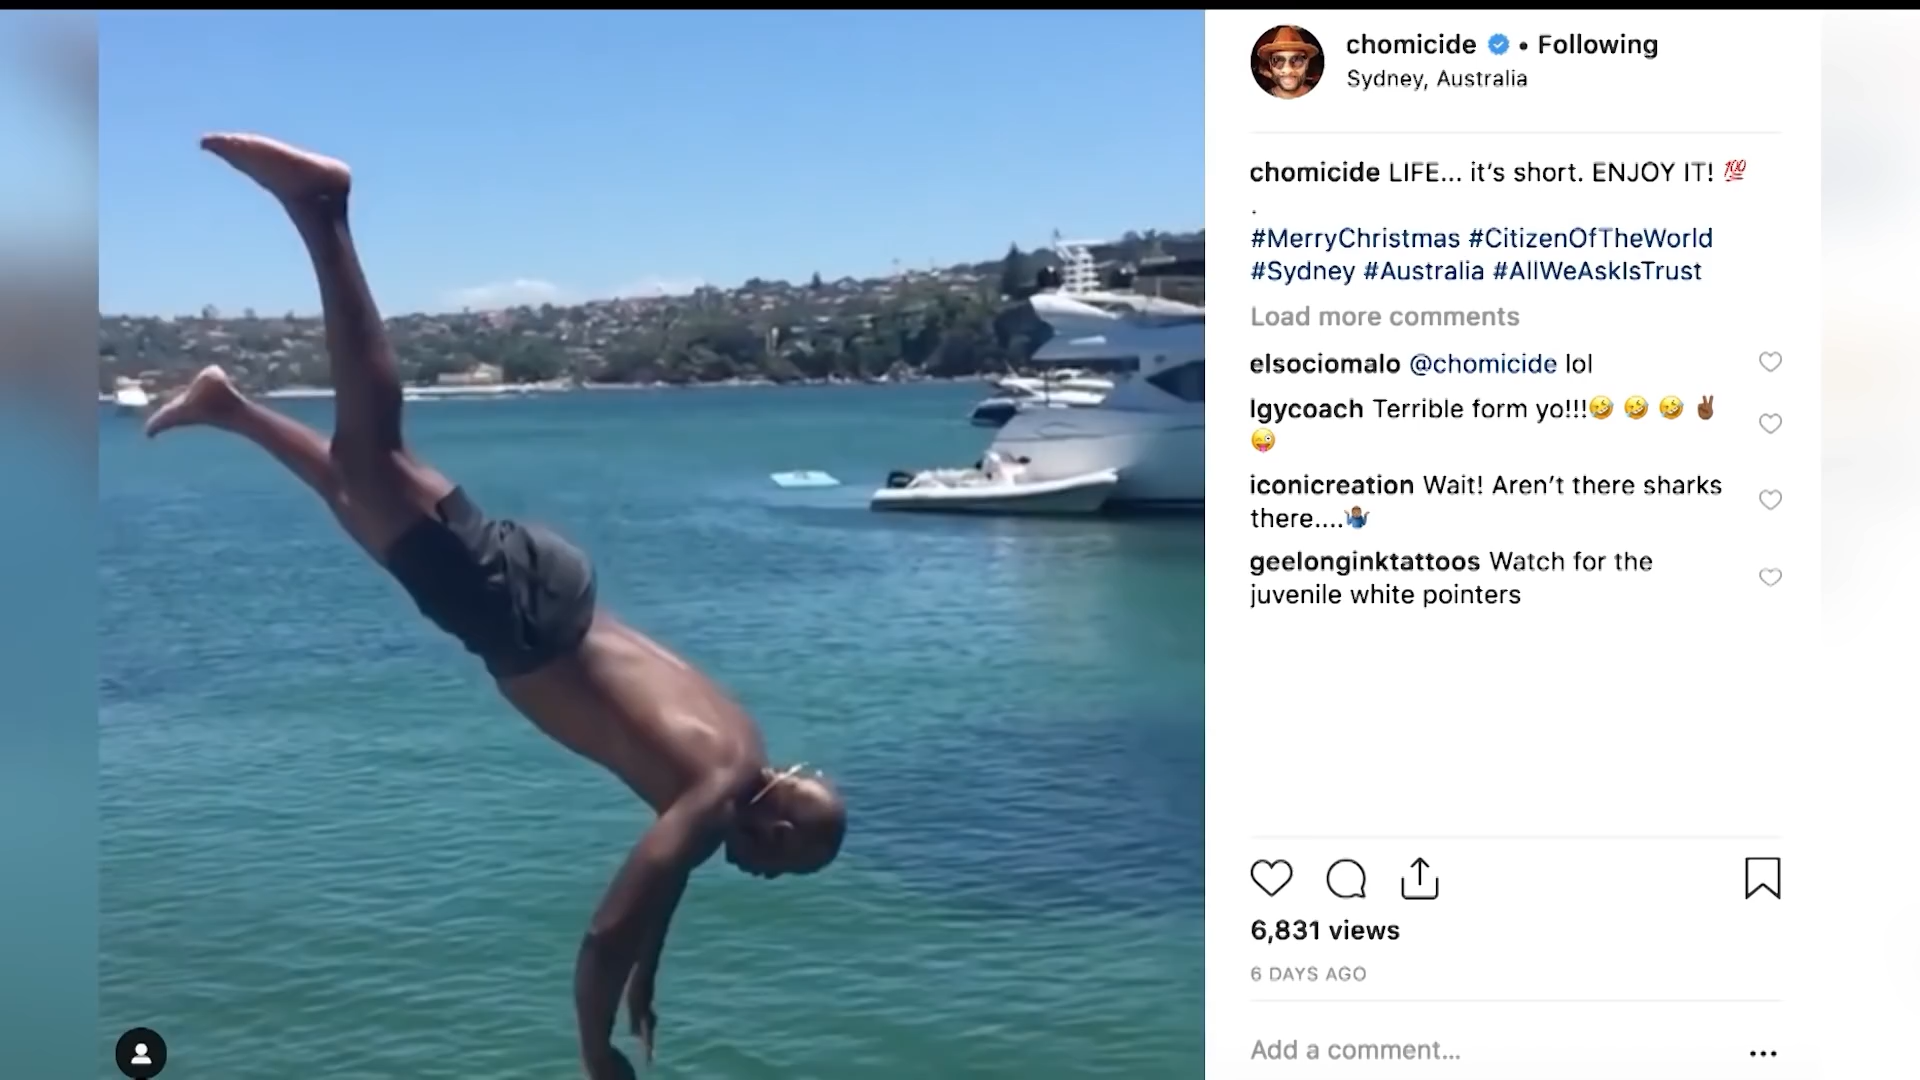 chomicide • Following
Sydney, Australia
chomicide LIFE... it's short. ENJOY IT! 💯
.
#MerryChristmas #CitizenOfTheWorld
#Sydney #Australia #AllWeAskIsTrust
Load more comments
elsociomalo @chomicide lol
lgycoach Terrible form yo!!!🤣 🤣 🤣 ✌🏾
😜
iconicreation Wait! Aren't there sharks
there....🤷🏽‍♂️
geelonginktattoos Watch for the
juvenile white pointers
6,831 views
6 DAYS AGO
Add a comment...